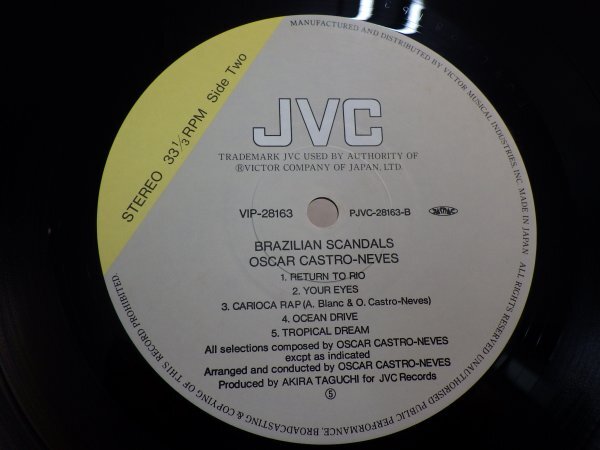 MANUFACTURED AND DISTRIBUTED BY VICTOR MUSICAL INDUSTRIES, INC. MADE IN JAPAN
STEREO 33 1/3 RPM Side Two
JVC
TRADEMARK JVC USED BY AUTHORITY OF
®VICTOR COMPANY OF JAPAN, LTD.
VIP-28163 PJVC-28163-B
BRAZILIAN SCANDALS
OSCAR CASTRO-NEVES
1. RETURN TO RIO
2. YOUR EYES
3. CARIOCA RAP (A. Blanc & O. Castro-Neves)
4. OCEAN DRIVE
5. TROPICAL DREAM
All selections composed by OSCAR CASTRO-NEVES
excpt as indicated
Arranged and conducted by OSCAR CASTRO-NEVES
Produced by AKIRA TAGUCHI for JVC Records
⑤
ALL RIGHTS RESERVED UNAUTHORISED PUBLIC PERFORMANCE, BROADCASTING & COPYING OF THIS RECORD PROHIBITED.